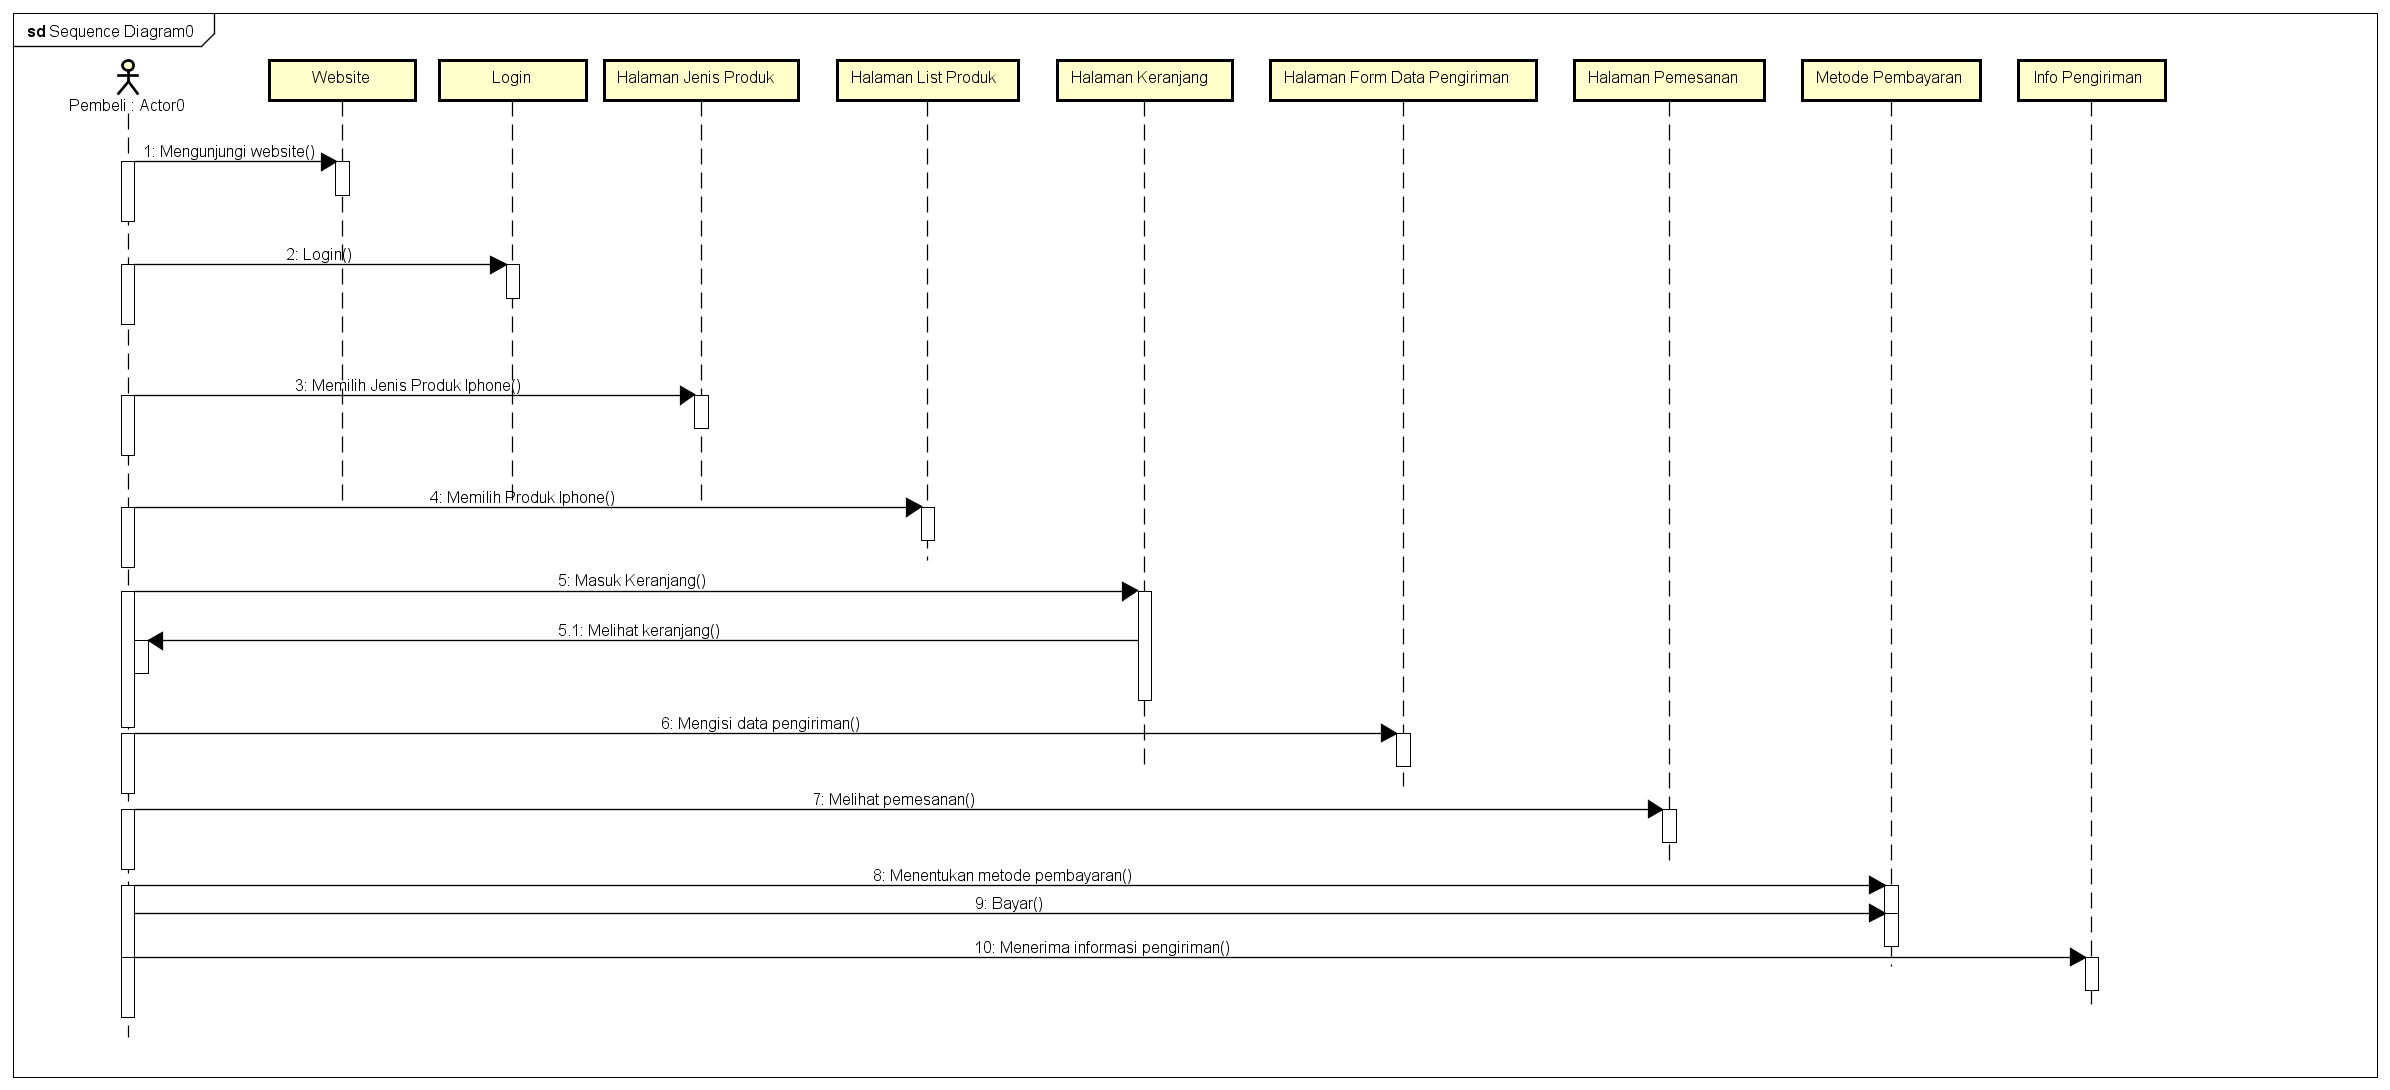 sd Sequence Diagram0
Pembeli : Actor0
Website
Login
Halaman Jenis Produk
Halaman List Produk
Halaman Keranjang
Halaman Form Data Pengiriman
Halaman Pemesanan
Metode Pembayaran
Info Pengiriman
1: Mengunjungi website()
2: Login()
3: Memilih Jenis Produk Iphone()
4: Memilih Produk Iphone()
5: Masuk Keranjang()
5.1: Melihat keranjang()
6: Mengisi data pengiriman()
7: Melihat pemesanan()
8: Menentukan metode pembayaran()
9: Bayar()
10: Menerima informasi pengiriman()